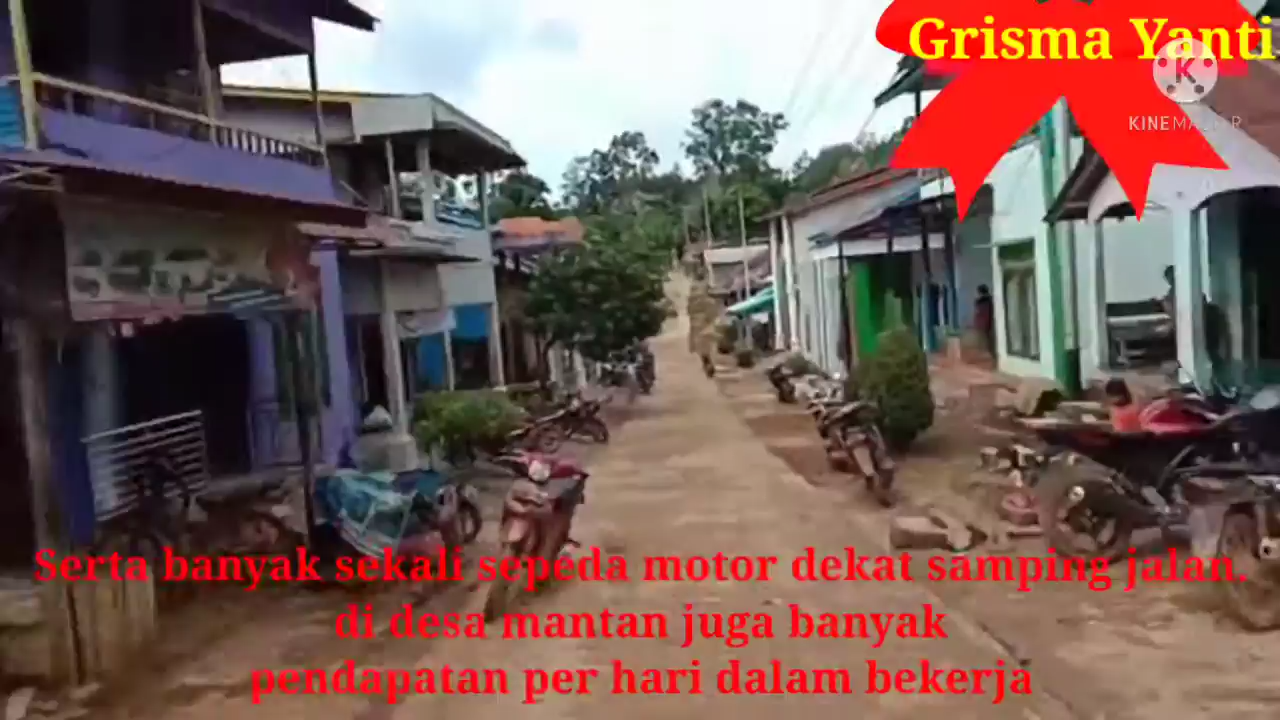 Grisma Yanti
K
KINEMASTER
Serta banyak sekali sepeda motor dekat samping jalan.
di desa mantan juga banyak
pendapatan per hari dalam bekerja